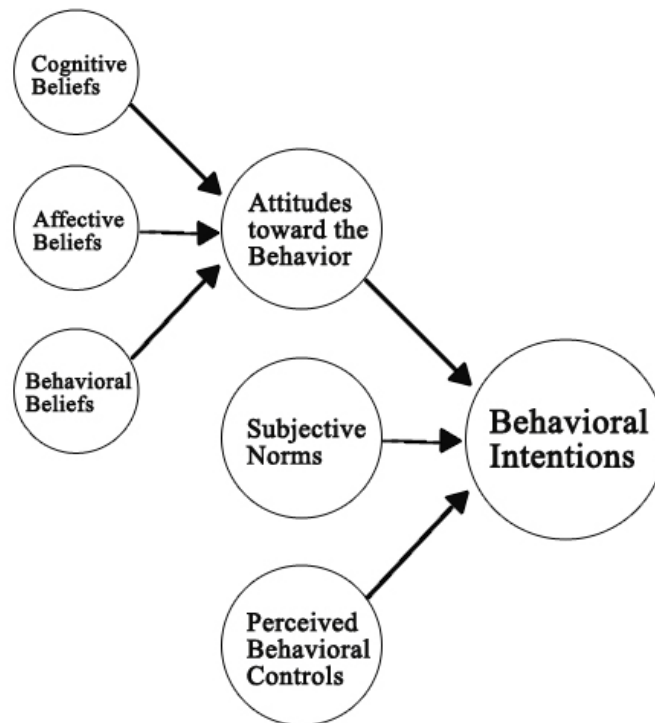 Cognitive
Beliefs
Affective
Beliefs
Behavioral
Beliefs
Attitudes
toward the
Behavior
Subjective
Norms
Perceived
Behavioral
Controls
Behavioral
Intentions